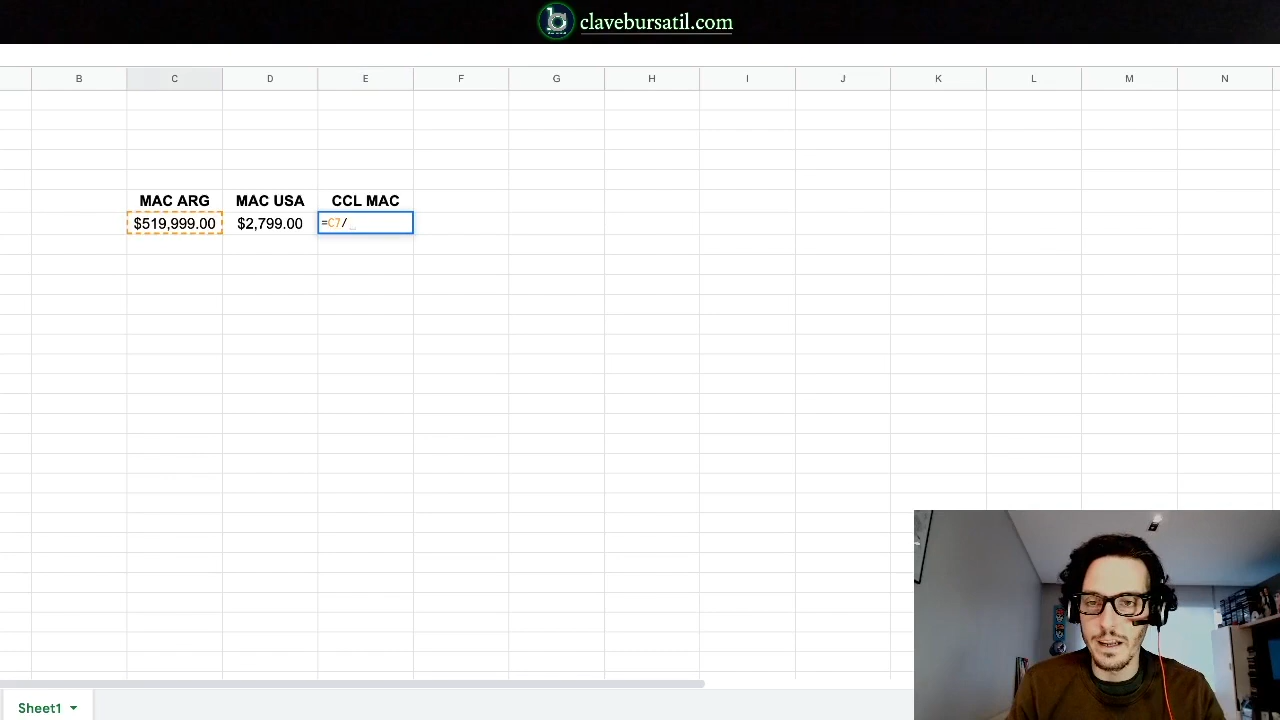 clavebursatil.com
B C D E F G H I J K L M N
MAC ARG MAC USA CCL MAC
$519,999.00 $2,799.00 =C7/
Sheet1